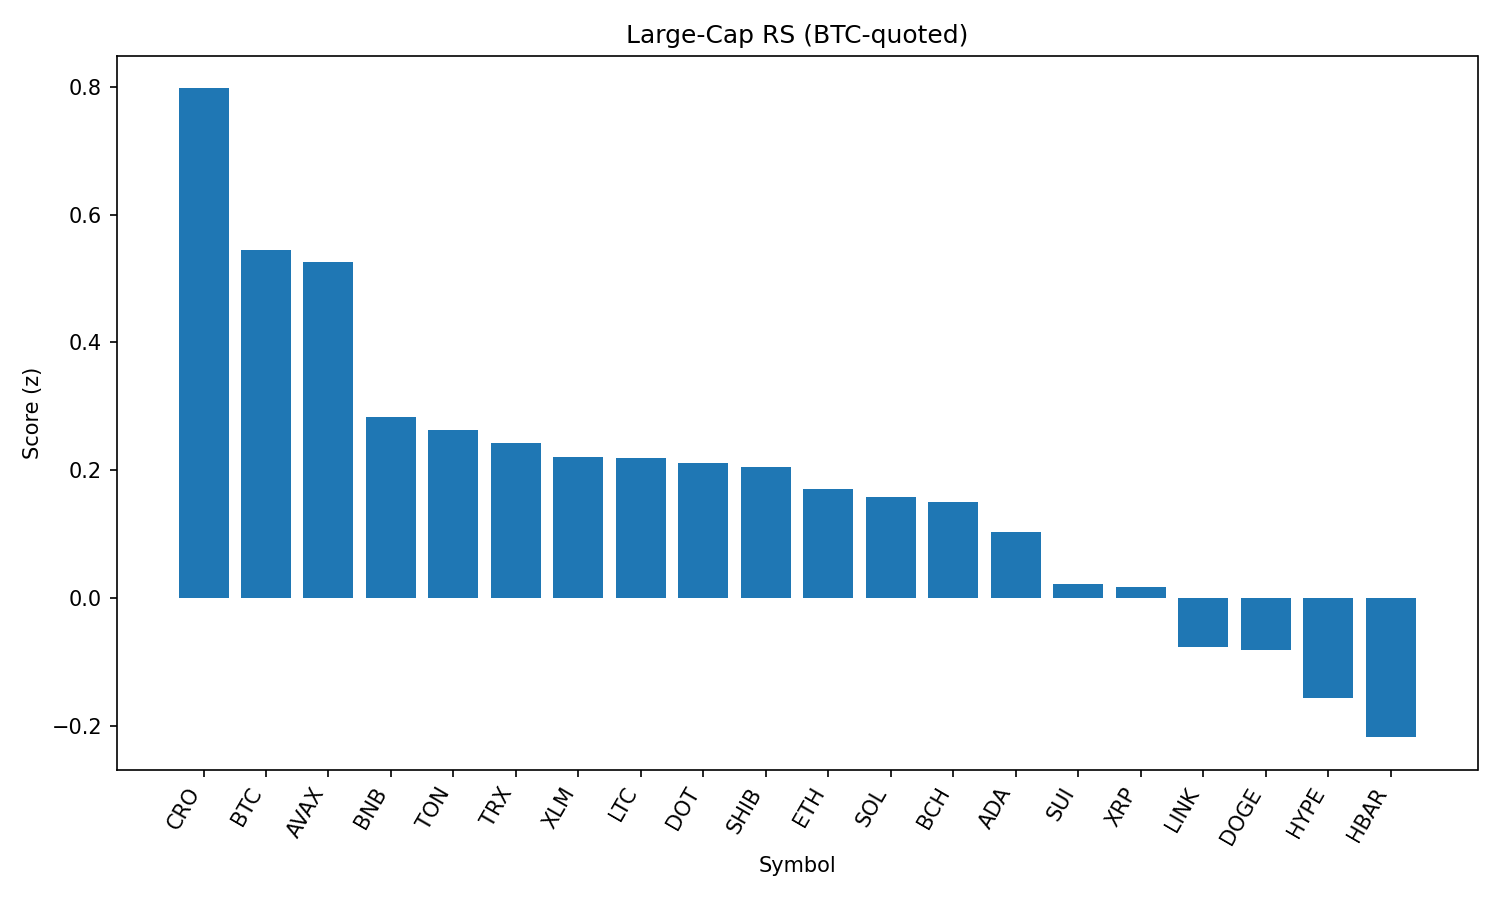 Large-Cap RS (BTC-quoted)
Score (z)
0.8
0.6
0.4
0.2
0.0
−0.2
CRO
BTC
AVAX
BNB
TON
TRX
XLM
LTC
DOT
SHIB
ETH
SOL
BCH
ADA
SUI
XRP
LINK
DOGE
HYPE
HBAR
Symbol